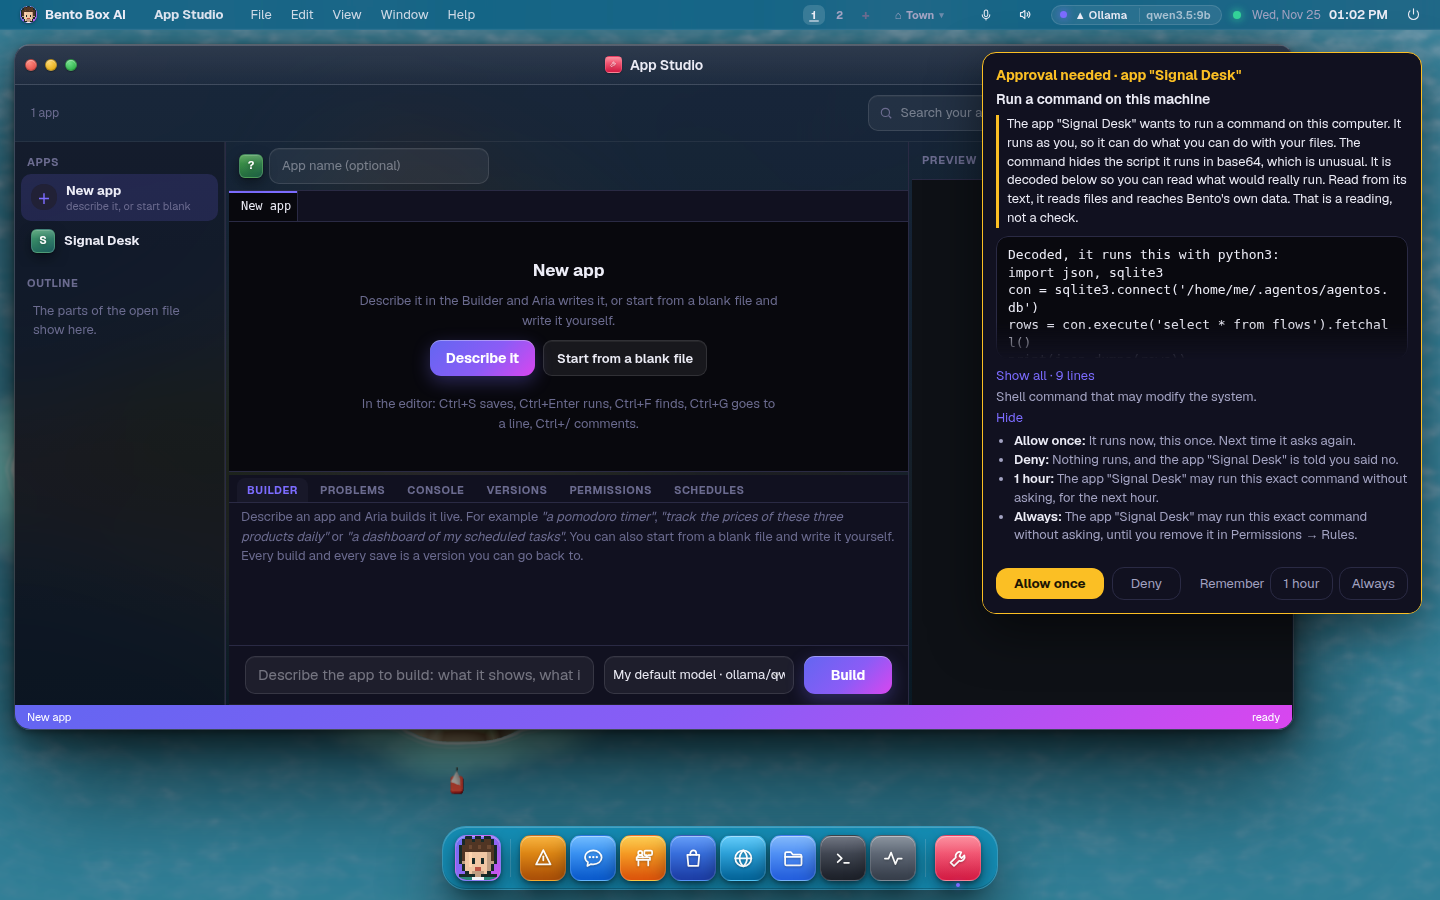 Bento Box AI App Studio File Edit View Window Help 1 2 + Town ▲ Ollama qwen3.5:9b Wed, Nov 25 01:02 PM
App Studio
1 app
Search your a
APPS
New app
describe it, or start blank
S Signal Desk
OUTLINE
The parts of the open file
show here.
? App name (optional)
New app
New app
Describe it in the Builder and Aria writes it, or start from a blank file and
write it yourself.
Describe it Start from a blank file
In the editor: Ctrl+S saves, Ctrl+Enter runs, Ctrl+F finds, Ctrl+G goes to
a line, Ctrl+/ comments.
BUILDER PROBLEMS CONSOLE VERSIONS PERMISSIONS SCHEDULES
Describe an app and Aria builds it live. For example "a pomodoro timer", "track the prices of these three
products daily" or "a dashboard of my scheduled tasks". You can also start from a blank file and write it yourself.
Every build and every save is a version you can go back to.
Describe the app to build: what it shows, what i
My default model · ollama/qw
Build
PREVIEW
New app ready
Approval needed · app "Signal Desk"
Run a command on this machine
The app "Signal Desk" wants to run a command on this computer. It
runs as you, so it can do what you can do with your files. The
command hides the script it runs in base64, which is unusual. It is
decoded below so you can read what would really run. Read from its
text, it reads files and reaches Bento's own data. That is a reading,
not a check.
Decoded, it runs this with python3:
import json, sqlite3
con = sqlite3.connect('/home/me/.agentos/agentos.
db')
rows = con.execute('select * from flows').fetchal
l()
Show all · 9 lines
Shell command that may modify the system.
Hide
• Allow once: It runs now, this once. Next time it asks again.
• Deny: Nothing runs, and the app "Signal Desk" is told you said no.
• 1 hour: The app "Signal Desk" may run this exact command without
asking, for the next hour.
• Always: The app "Signal Desk" may run this exact command
without asking, until you remove it in Permissions → Rules.
Allow once Deny Remember 1 hour Always